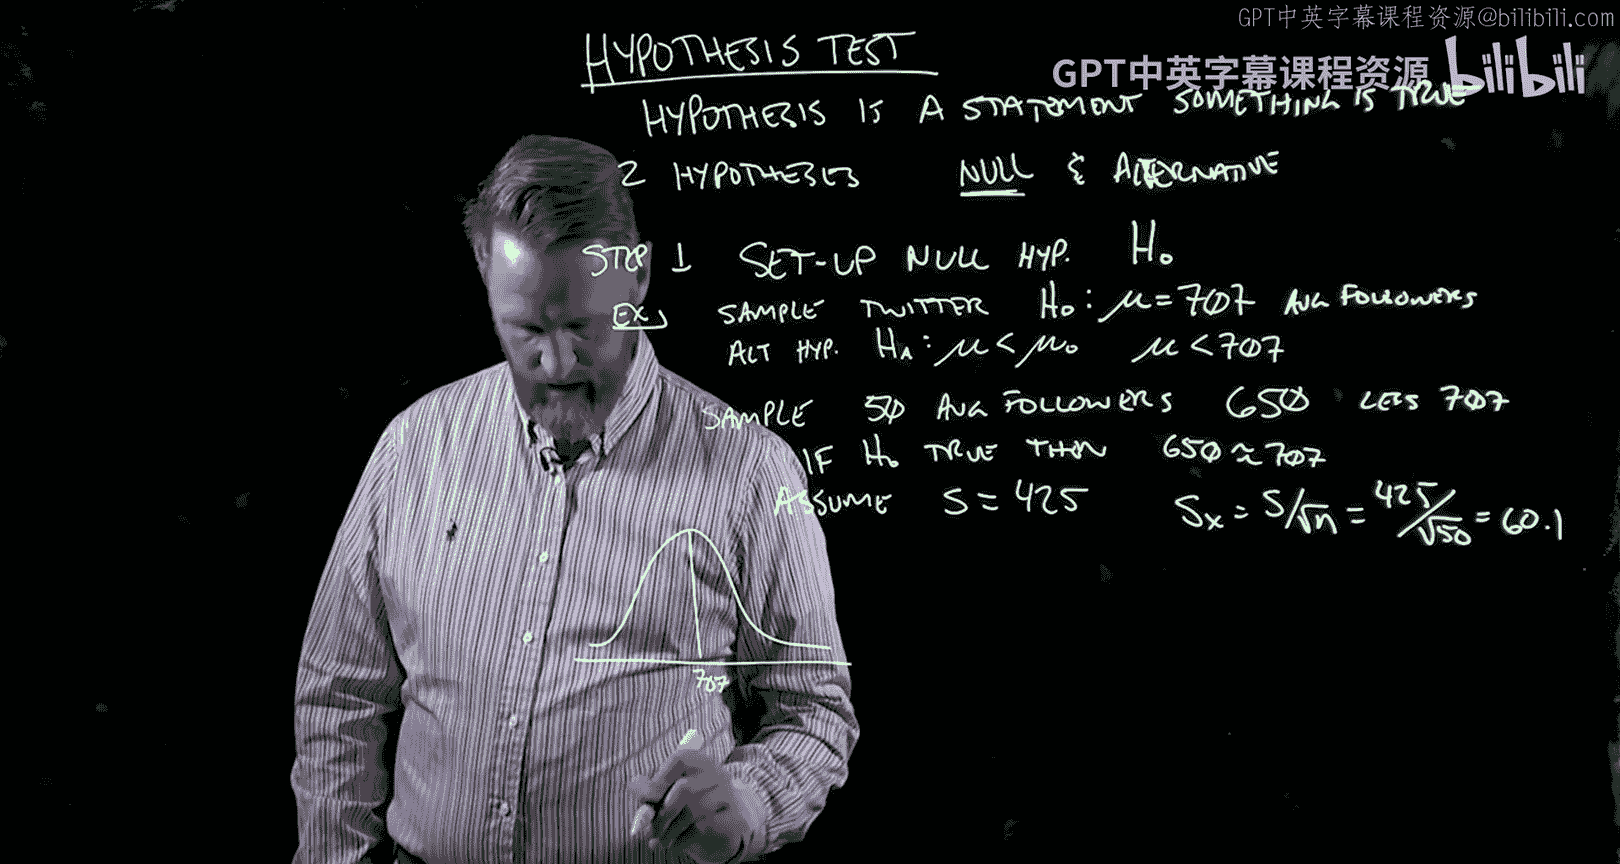 GPT中英字幕课程资源@bilibili.com
GPT中英字幕课程资源 bilibili
HYPOTHESIS TEST
HYPOTHESIS IS A STATEMENT SOMETHING IS TRUE
2 HYPOTHESES NULL & ALTERNATIVE
STEP 1 SET-UP NULL HYP. H₀
EX, SAMPLE TWITTER H₀: μ = 707 AVG FOLLOWERS
ALT HYP. Hₐ: μ < μ₀ μ < 707
SAMPLE 50 AVG FOLLOWERS 650 LESS 707
IF H₀ TRUE THEN 650 ≈ 707
ASSUME S = 425 Sₓ = S/√n = 425/√50 = 60.1
707